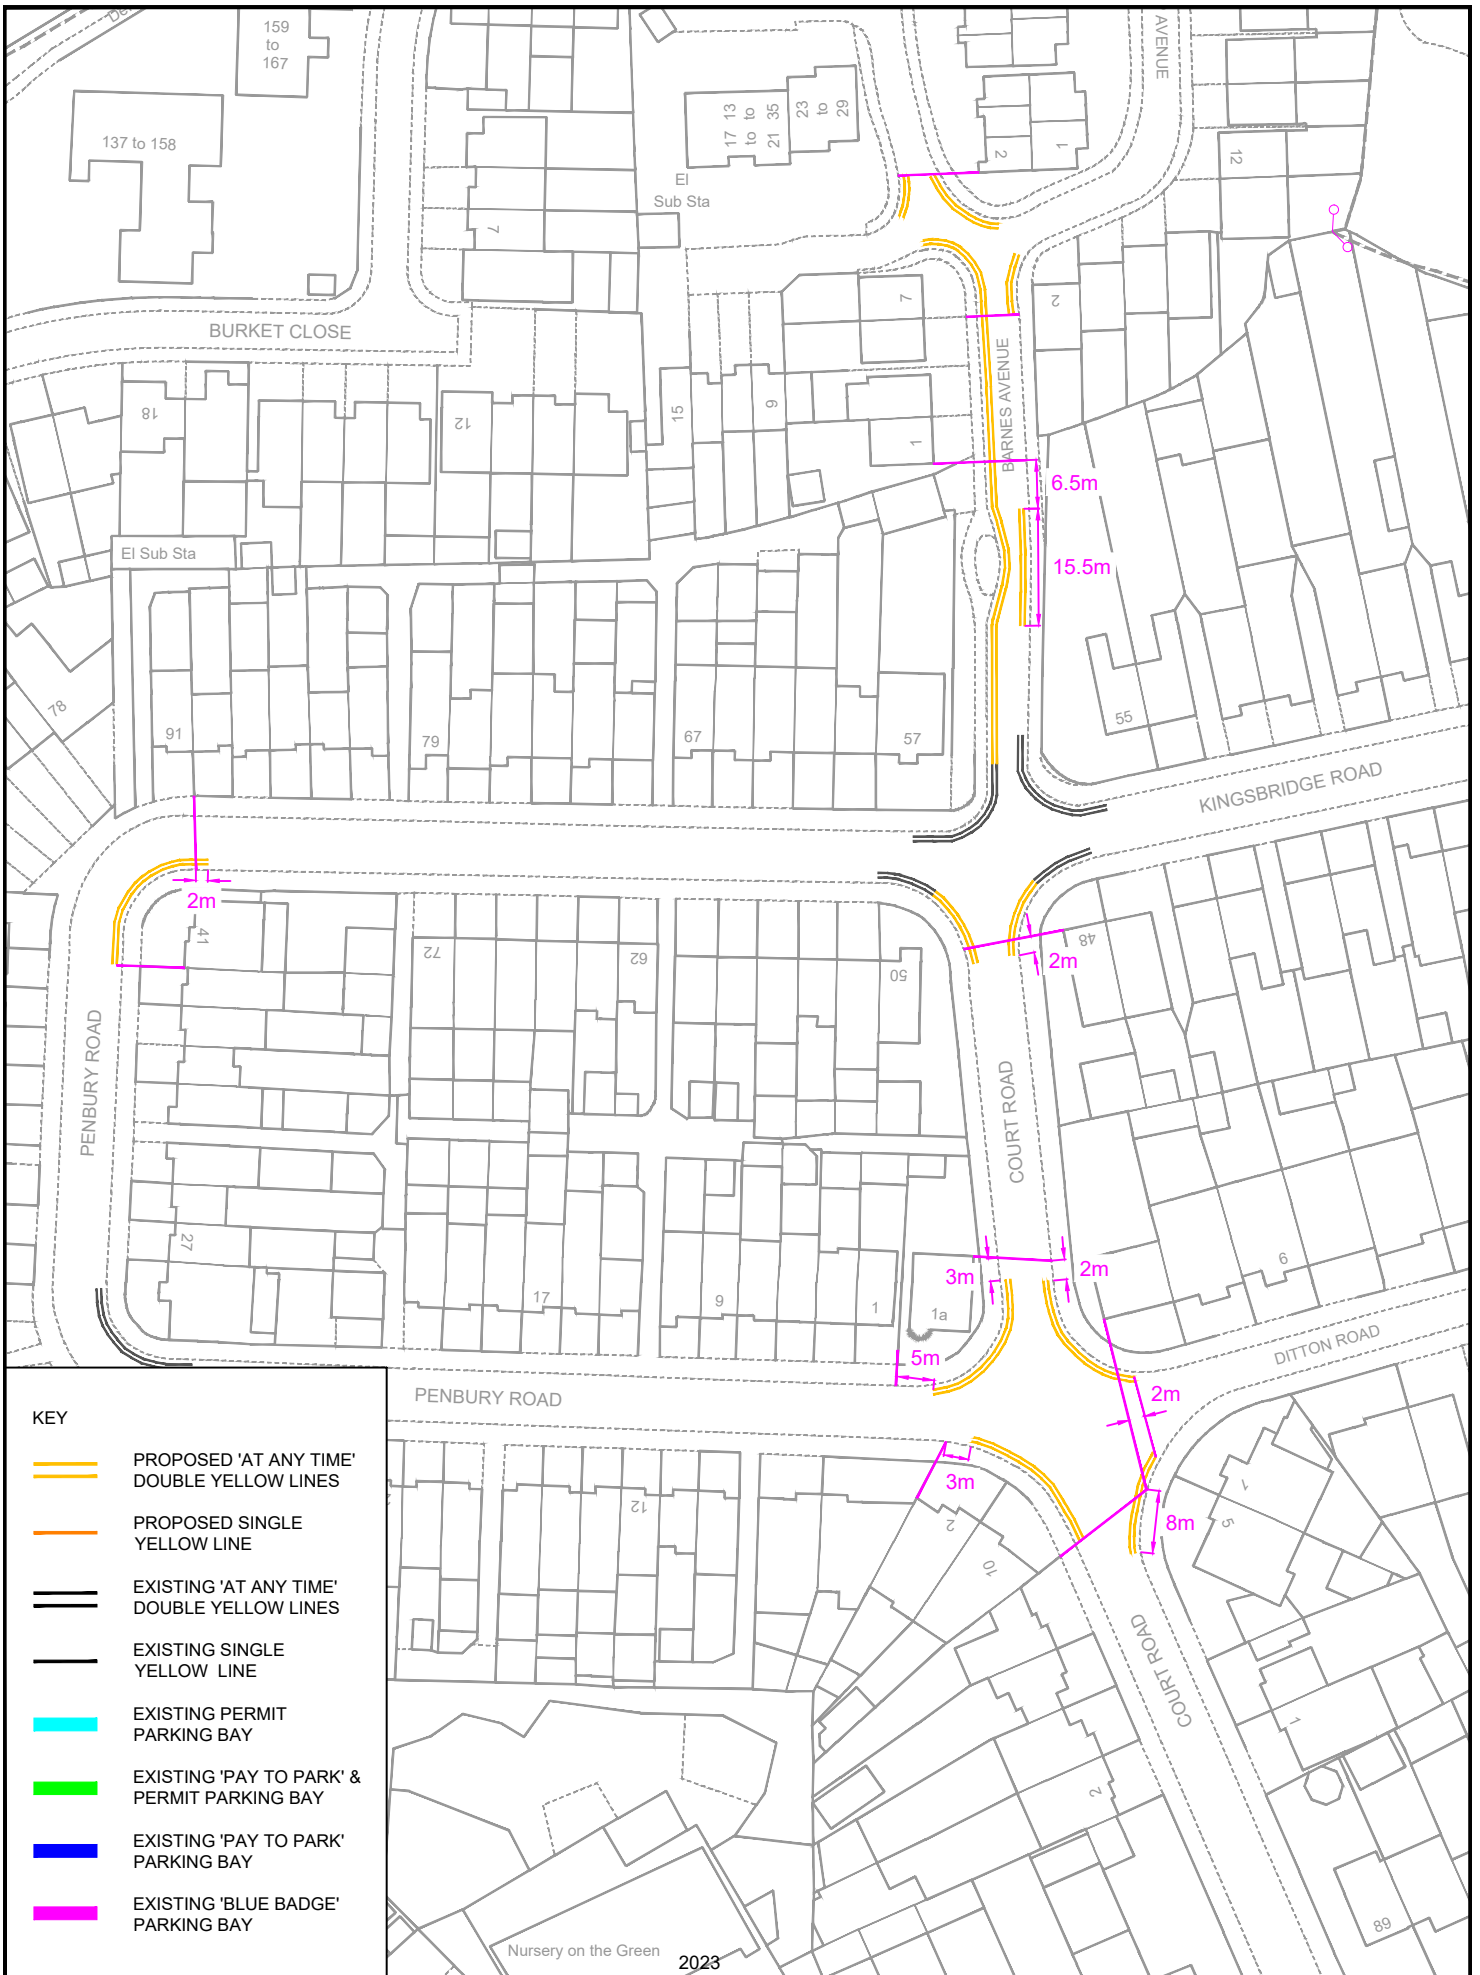 159
to
167
137 to 158
17 13
to to
21 35
23
to
29
El
Sub Sta
AVENUE
2
1
12
7
BURKET CLOSE
7
2
BARNES AVENUE
18
12
15
9
1
6.5m
El Sub Sta
15.5m
78
91
79
67
57
55
KINGSBRIDGE ROAD
2m
41
72
62
50
48
2m
PENBURY ROAD
COURT ROAD
27
17
9
1
1a
3m
2m
6
5m
DITTON ROAD
PENBURY ROAD
2m
3m
12
2
10
8m
1
5
COURT ROAD
1
2
89
KEY
PROPOSED 'AT ANY TIME'
DOUBLE YELLOW LINES
PROPOSED SINGLE
YELLOW LINE
EXISTING 'AT ANY TIME'
DOUBLE YELLOW LINES
EXISTING SINGLE
YELLOW LINE
EXISTING PERMIT
PARKING BAY
EXISTING 'PAY TO PARK' &
PERMIT PARKING BAY
EXISTING 'PAY TO PARK'
PARKING BAY
EXISTING 'BLUE BADGE'
PARKING BAY
Nursery on the Green
2023